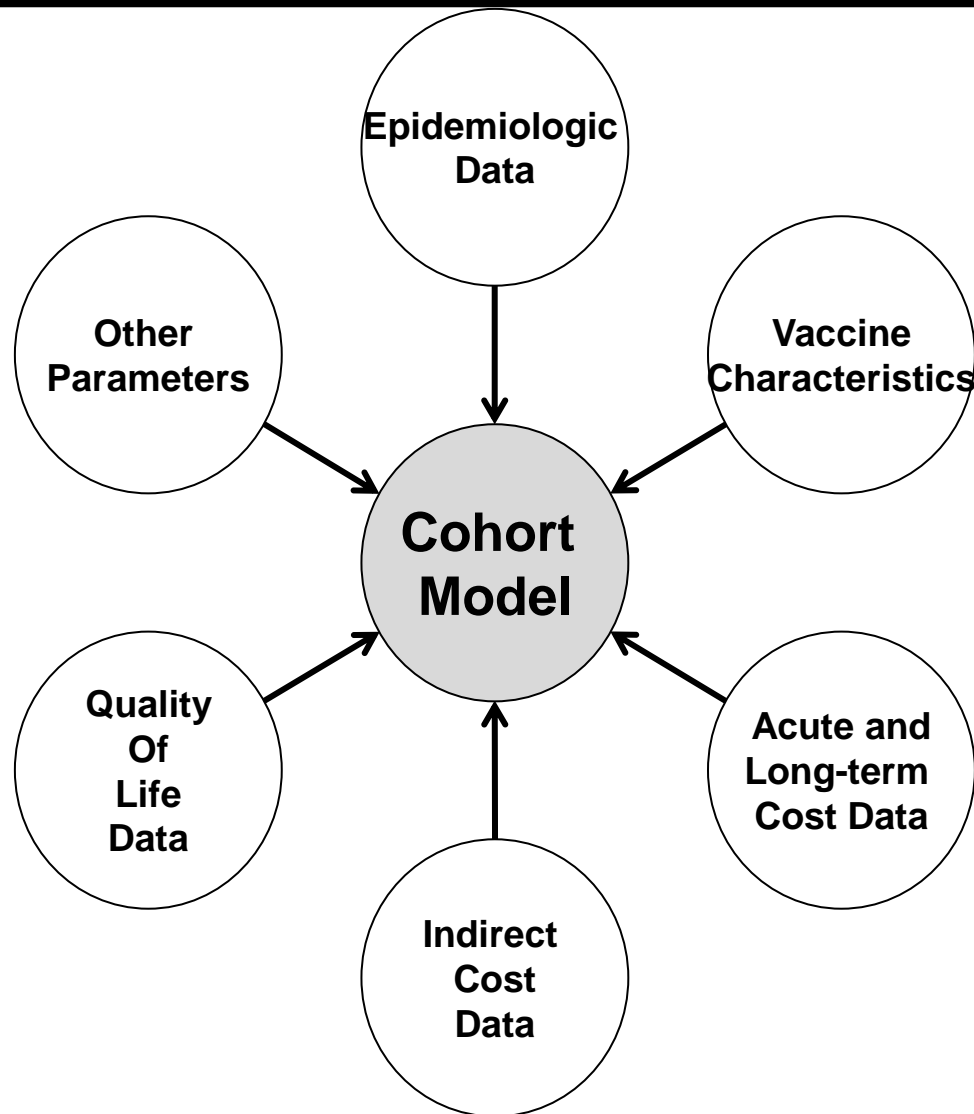 Epidemiologic
Data
Other
Parameters
Vaccine
Characteristics
Cohort
Model
Quality
Of
Life
Data
Acute and
Long-term
Cost Data
Indirect
Cost
Data